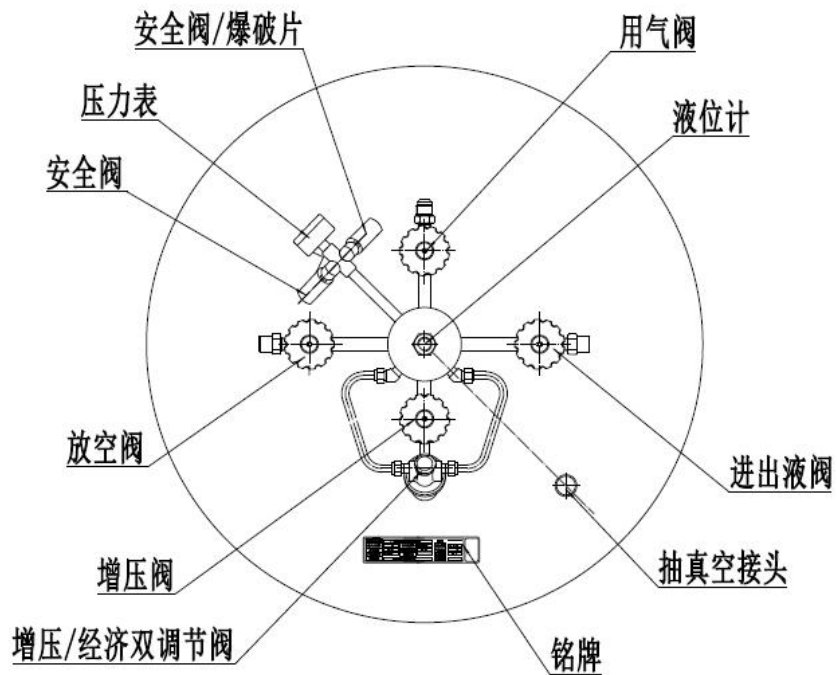 安全阀/爆破片
用气阀
压力表
液位计
安全阀
放空阀
进出液阀
增压阀
抽真空接头
增压/经济双调节阀
铭牌